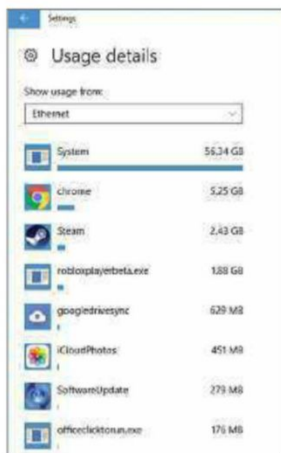 Settings
Usage details
Show usage from:
Ethernet
System 56.34 GB
chrome 5.25 GB
Steam 2.43 GB
robloxplayerbeta.exe 1.88 GB
googledrivesync 629 MB
iCloudPhotos 451 MB
SoftwareUpdate 279 MB
officeclicktorun.exe 176 MB